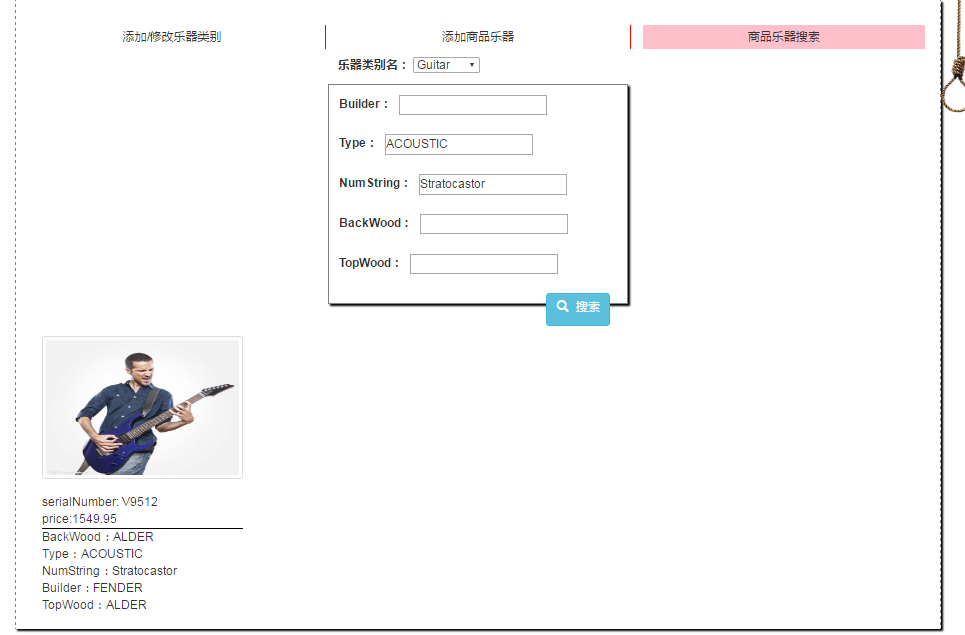 添加/修改乐器类别
添加商品乐器
商品乐器搜索
乐器类别名： Guitar
Builder：
Type： ACOUSTIC
NumString： Stratocastor
BackWood：
TopWood：
搜索
serialNumber: V9512
price:1549.95
BackWood：ALDER
Type：ACOUSTIC
NumString：Stratocastor
Builder：FENDER
TopWood：ALDER